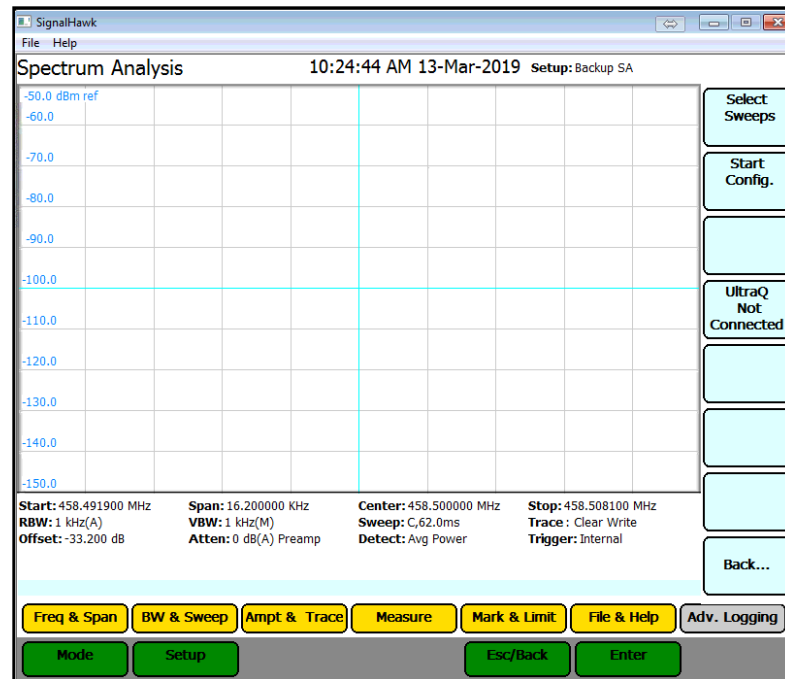 SignalHawk
File Help
Spectrum Analysis 10:24:44 AM 13-Mar-2019 Setup: Backup SA
-50.0 dBm ref
-60.0
-70.0
-80.0
-90.0
-100.0
-110.0
-120.0
-130.0
-140.0
-150.0
Select
Sweeps
Start
Config.
UltraQ
Not
Connected
Back...
Start: 458.491900 MHz Span: 16.200000 KHz Center: 458.500000 MHz Stop: 458.508100 MHz
RBW: 1 kHz(A) VBW: 1 kHz(M) Sweep: C,62.0ms Trace : Clear Write
Offset: -33.200 dB Atten: 0 dB(A) Preamp Detect: Avg Power Trigger: Internal
Freq & Span BW & Sweep Ampt & Trace Measure Mark & Limit File & Help Adv. Logging
Mode Setup Esc/Back Enter